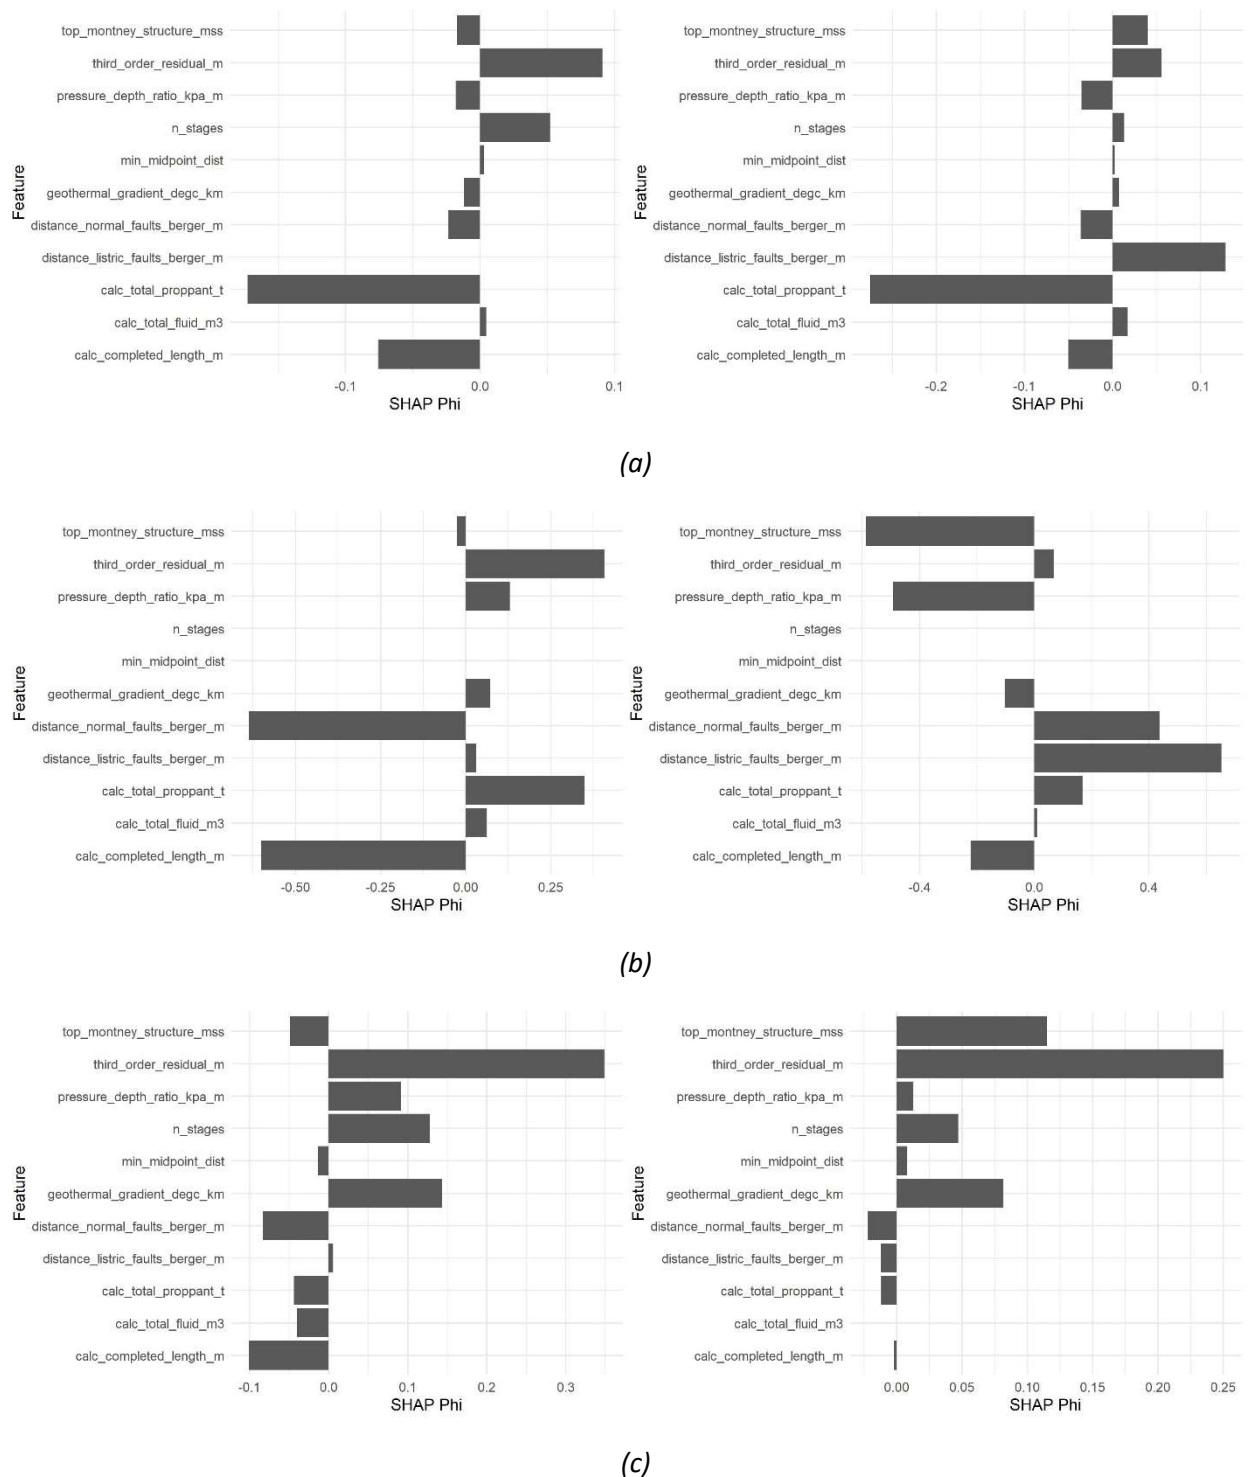 top_montney_structure_mss
third_order_residual_m
pressure_depth_ratio_kpa_m
n_stages
min_midpoint_dist
geothermal_gradient_degc_km
distance_normal_faults_berger_m
distance_listric_faults_berger_m
calc_total_proppant_t
calc_total_fluid_m3
calc_completed_length_m
Feature
-0.1 0.0 0.1
SHAP Phi
top_montney_structure_mss
third_order_residual_m
pressure_depth_ratio_kpa_m
n_stages
min_midpoint_dist
geothermal_gradient_degc_km
distance_normal_faults_berger_m
distance_listric_faults_berger_m
calc_total_proppant_t
calc_total_fluid_m3
calc_completed_length_m
Feature
-0.2 -0.1 0.0 0.1
SHAP Phi
(a)
top_montney_structure_mss
third_order_residual_m
pressure_depth_ratio_kpa_m
n_stages
min_midpoint_dist
geothermal_gradient_degc_km
distance_normal_faults_berger_m
distance_listric_faults_berger_m
calc_total_proppant_t
calc_total_fluid_m3
calc_completed_length_m
Feature
-0.50 -0.25 0.00 0.25
SHAP Phi
top_montney_structure_mss
third_order_residual_m
pressure_depth_ratio_kpa_m
n_stages
min_midpoint_dist
geothermal_gradient_degc_km
distance_normal_faults_berger_m
distance_listric_faults_berger_m
calc_total_proppant_t
calc_total_fluid_m3
calc_completed_length_m
Feature
-0.4 0.0 0.4
SHAP Phi
(b)
top_montney_structure_mss
third_order_residual_m
pressure_depth_ratio_kpa_m
n_stages
min_midpoint_dist
geothermal_gradient_degc_km
distance_normal_faults_berger_m
distance_listric_faults_berger_m
calc_total_proppant_t
calc_total_fluid_m3
calc_completed_length_m
Feature
-0.1 0.0 0.1 0.2 0.3
SHAP Phi
top_montney_structure_mss
third_order_residual_m
pressure_depth_ratio_kpa_m
n_stages
min_midpoint_dist
geothermal_gradient_degc_km
distance_normal_faults_berger_m
distance_listric_faults_berger_m
calc_total_proppant_t
calc_total_fluid_m3
calc_completed_length_m
Feature
0.00 0.05 0.10 0.15 0.20 0.25
SHAP Phi
(c)